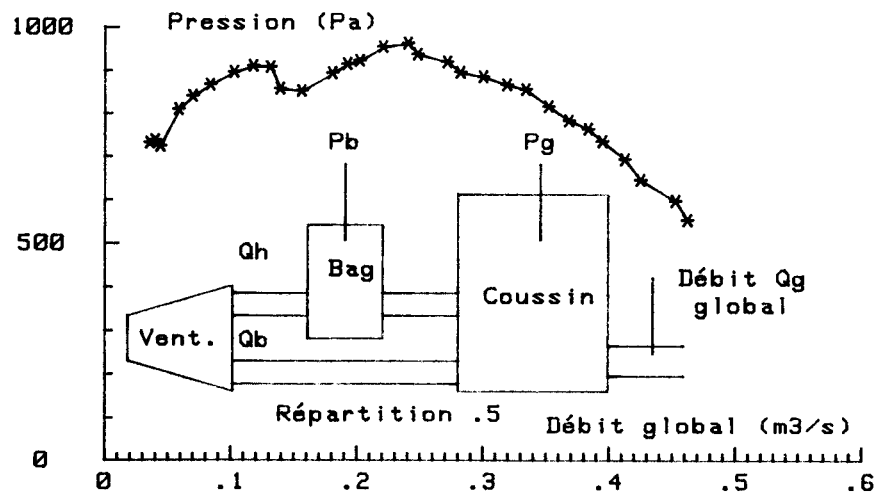 1000
Pression (Pa)
Pb
Pg
500
Qh
Bag
Coussin
Débit Qg
global
Vent.
Qb
Répartition .5
Débit global (m3/s)
0
0
.1
.2
.3
.4
.5
.6